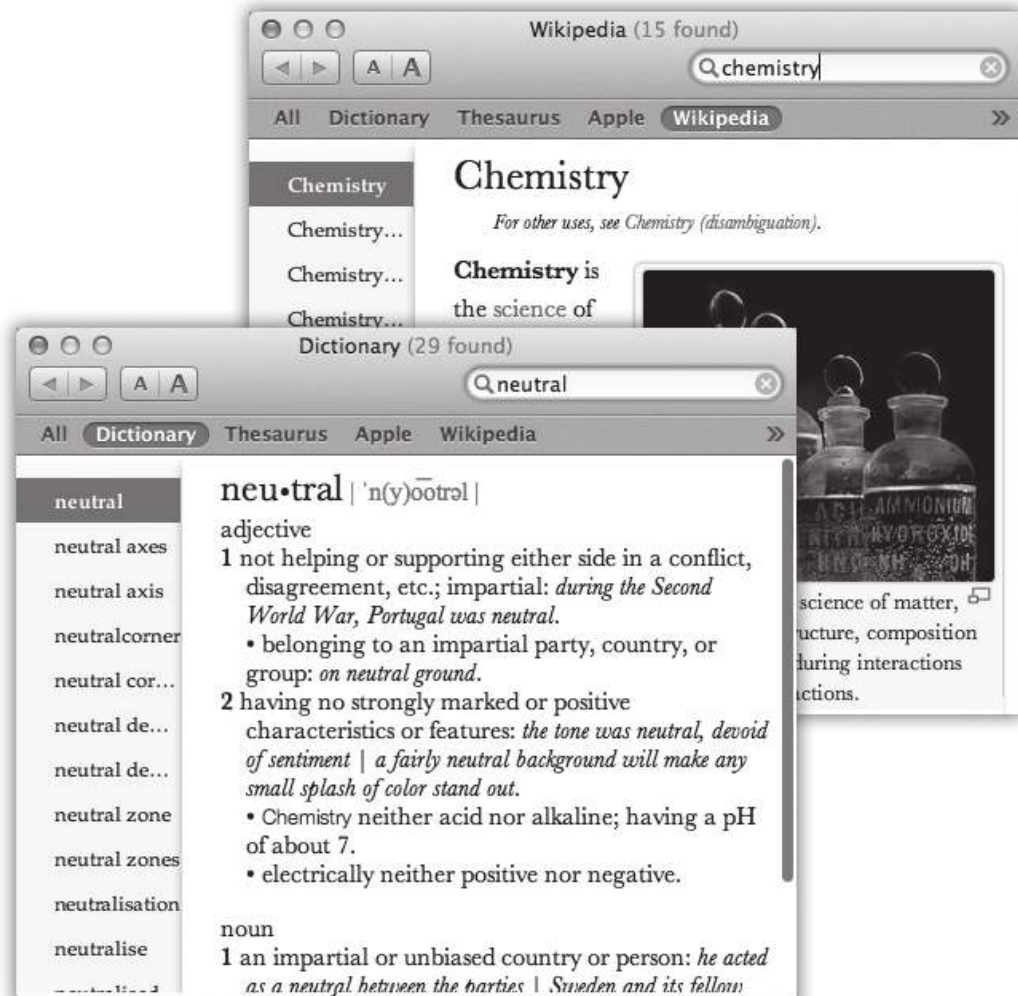 Wikipedia (15 found)
A A
chemistry
All Dictionary Thesaurus Apple Wikipedia »
Chemistry
Chemistry…
Chemistry…
Chemistry…
Chemistry
For other uses, see Chemistry (disambiguation).
Chemistry is
the science of
AMMONIUM
HYDROXIDE
science of matter,
composition
during interactions
Dictionary (29 found)
A A
neutral
All Dictionary Thesaurus Apple Wikipedia »
neutral
neutral axes
neutral axis
neutralcorner
neutral cor…
neutral de…
neutral de…
neutral zone
neutral zones
neutralisation
neutralise
neu•tral | ˈn(y)o͞otrəl |
adjective
1 not helping or supporting either side in a conflict,
disagreement, etc.; impartial: during the Second
World War, Portugal was neutral.
• belonging to an impartial party, country, or
group: on neutral ground.
2 having no strongly marked or positive
characteristics or features: the tone was neutral, devoid
of sentiment | a fairly neutral background will make any
small splash of color stand out.
• Chemistry neither acid nor alkaline; having a pH
of about 7.
• electrically neither positive nor negative.
noun
1 an impartial or unbiased country or person: he acted
as a neutral between the parties | Sweden and its fellow